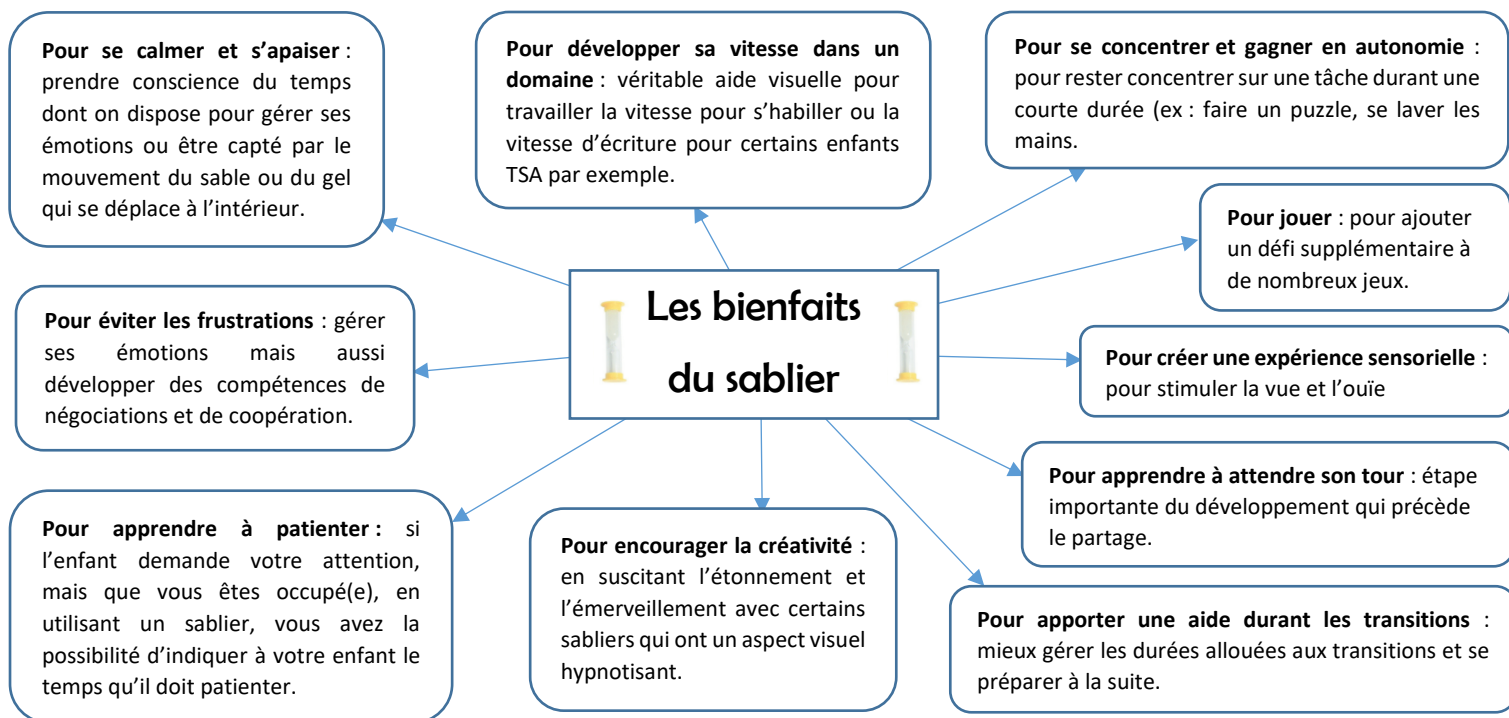 Pour se calmer et s’apaiser :
prendre conscience du temps
dont on dispose pour gérer ses
émotions ou être capté par le
mouvement du sable ou du gel
qui se déplace à l’intérieur.
Pour développer sa vitesse dans un
domaine : véritable aide visuelle pour
travailler la vitesse pour s’habiller ou la
vitesse d’écriture pour certains enfants
TSA par exemple.
Pour se concentrer et gagner en autonomie :
pour rester concentrer sur une tâche durant une
courte durée (ex : faire un puzzle, se laver les
mains.
Pour jouer : pour ajouter
un défi supplémentaire à
de nombreux jeux.
Les bienfaits
du sablier
Pour éviter les frustrations : gérer
ses émotions mais aussi
développer des compétences de
négociations et de coopération.
Pour créer une expérience sensorielle :
pour stimuler la vue et l’ouïe
Pour apprendre à attendre son tour : étape
importante du développement qui précède
le partage.
Pour apprendre à patienter : si
l’enfant demande votre attention,
mais que vous êtes occupé(e), en
utilisant un sablier, vous avez la
possibilité d’indiquer à votre enfant le
temps qu’il doit patienter.
Pour encourager la créativité :
en suscitant l’étonnement et
l’émerveillement avec certains
sabliers qui ont un aspect visuel
hypnotisant.
Pour apporter une aide durant les transitions :
mieux gérer les durées allouées aux transitions et se
préparer à la suite.